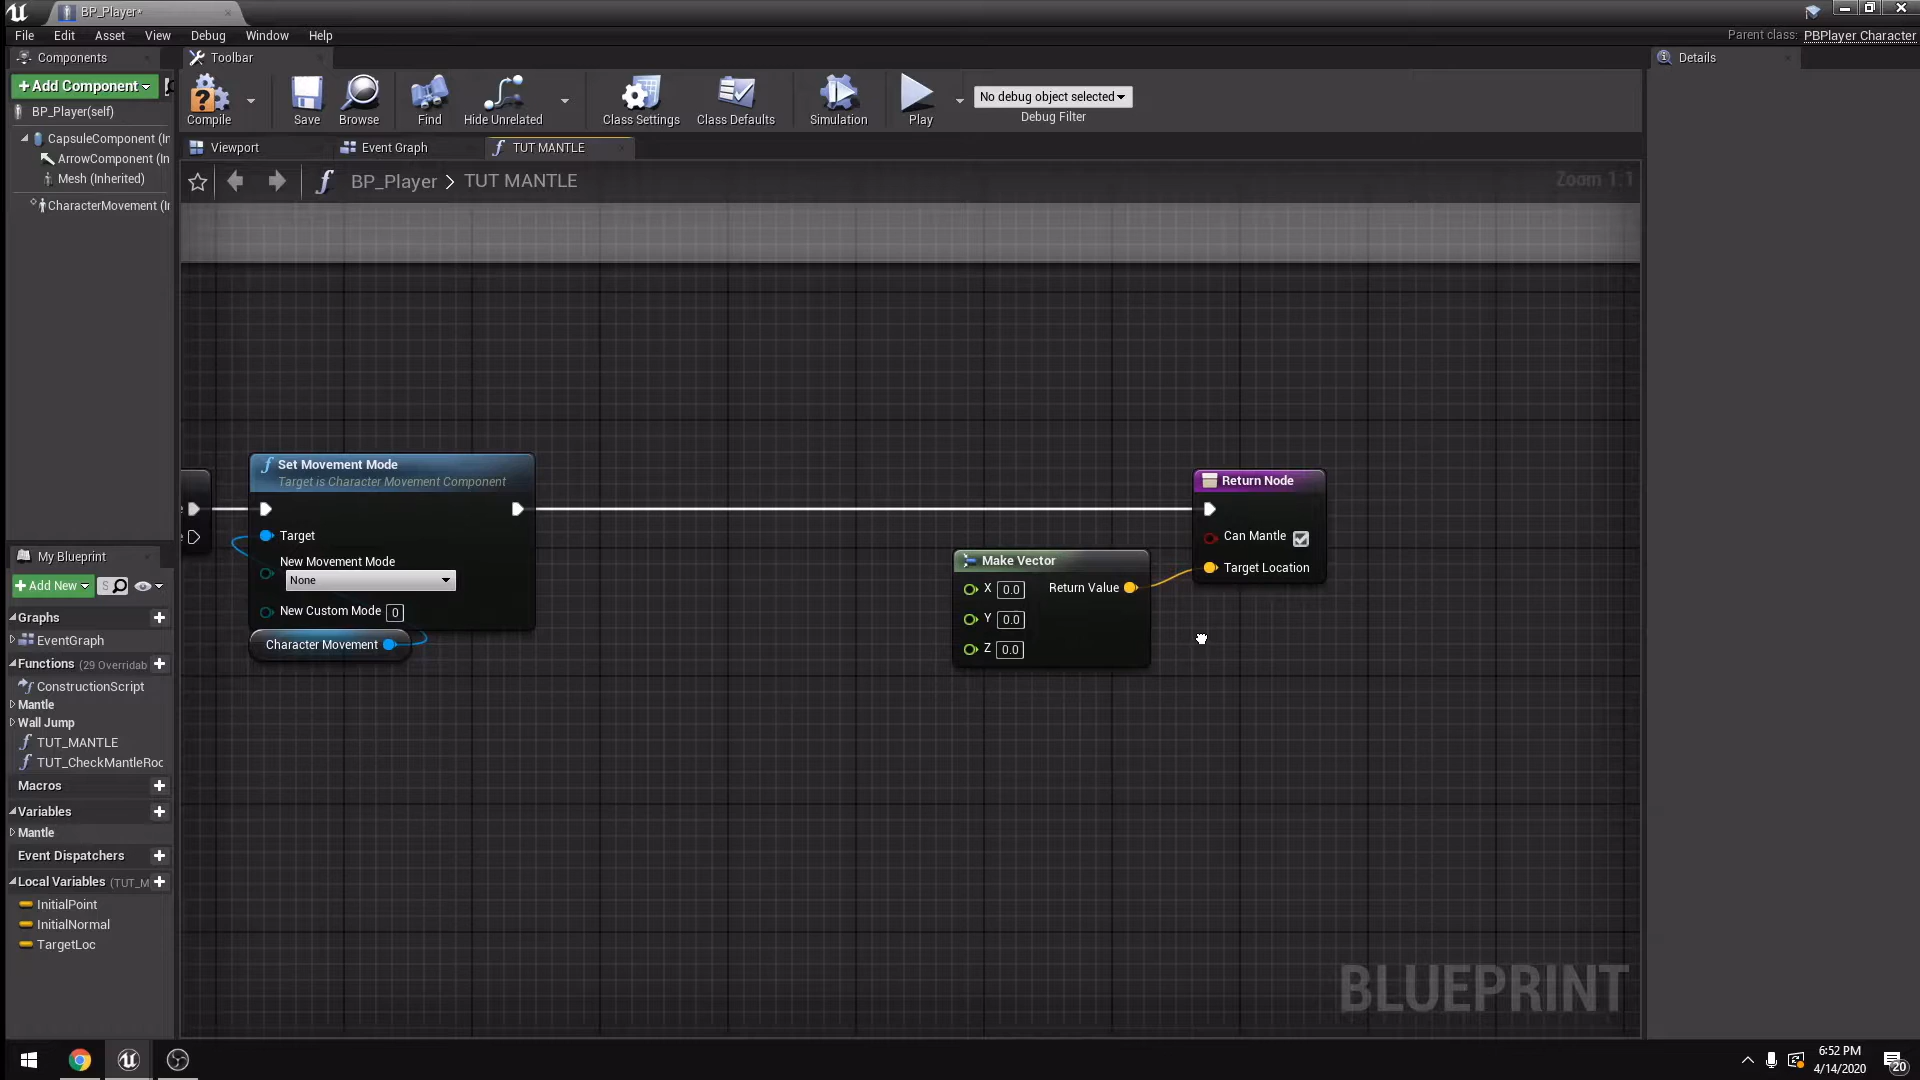 BP_Player*
File Edit Asset View Debug Window Help
Parent class: PBPlayer Character
Components
Toolbar
Details
+Add Component
BP_Player(self)
CapsuleComponent (In
ArrowComponent (In
Mesh (Inherited)
CharacterMovement (I
Compile Save Browse Find Hide Unrelated Class Settings Class Defaults Simulation Play
No debug object selected
Debug Filter
Viewport Event Graph TUT MANTLE
BP_Player > TUT MANTLE
Zoom 1:1
Set Movement Mode
Target is Character Movement Component
Target
New Movement Mode
None
New Custom Mode 0
Character Movement
Make Vector
X 0.0 Return Value
Y 0.0
Z 0.0
Return Node
Can Mantle
Target Location
My Blueprint
+Add New S
Graphs
EventGraph
Functions (29 Overridab
ConstructionScript
Mantle
Wall Jump
TUT_MANTLE
TUT_CheckMantleRoo
Macros
Variables
Mantle
Event Dispatchers
Local Variables (TUT_M
InitialPoint
InitialNormal
TargetLoc
BLUEPRINT
6:52 PM
4/14/2020
20